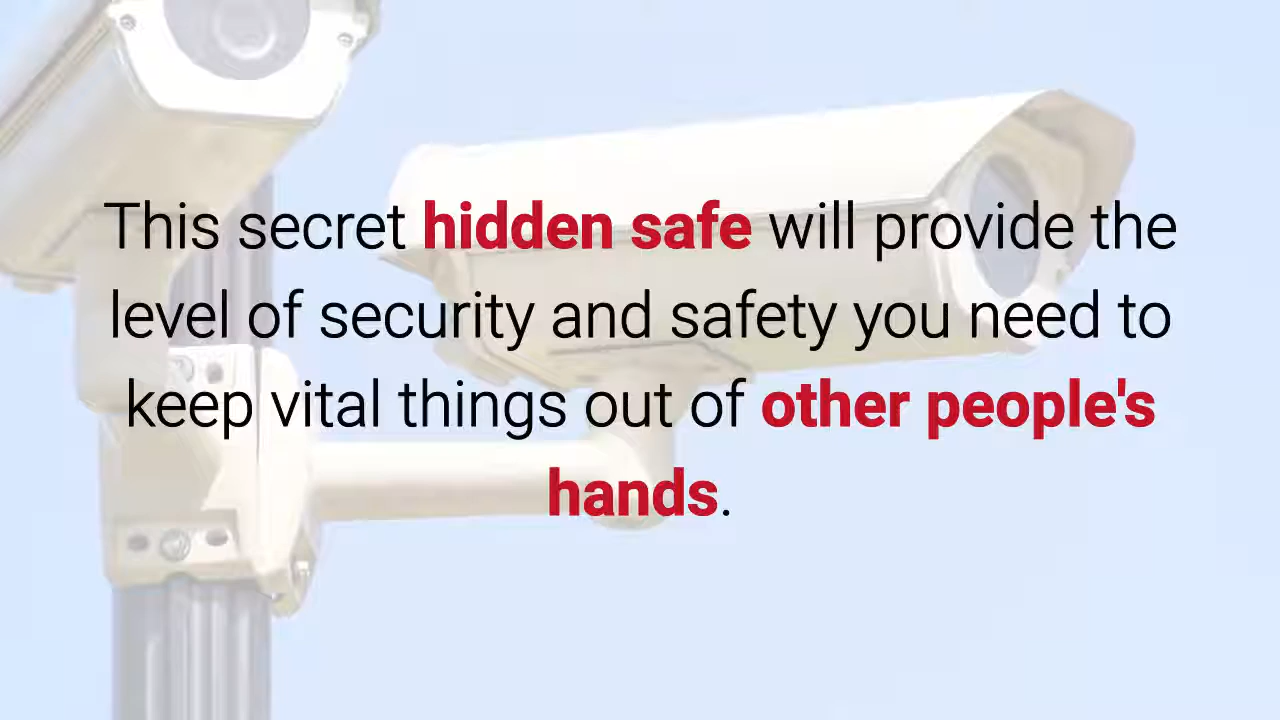 This secret hidden safe will provide the
level of security and safety you need to
keep vital things out of other people's
hands.